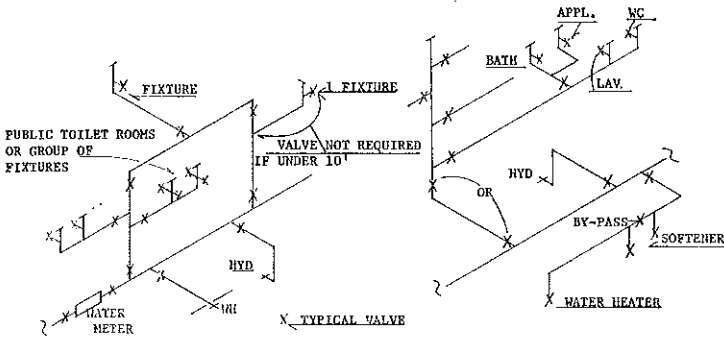 FIXTURE
1 FIXTURE
PUBLIC TOILET ROOMS
OR GROUP OF
FIXTURES
VALVE NOT REQUIRED
IF UNDER 10'
HYD
WH
WATER
METER
X TYPICAL VALVE
APPL.
WC
BATH
LAV.
HYD
OR
BY-PASS
SOFTENER
WATER HEATER